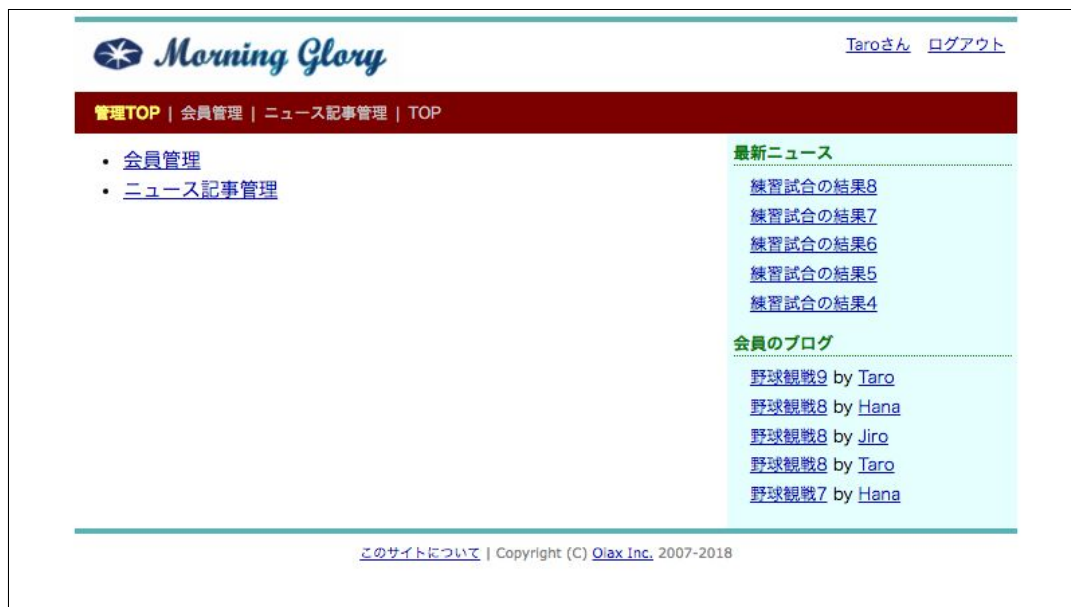 Morning Glory
Taroさん ログアウト
管理TOP | 会員管理 | ニュース記事管理 | TOP
• 会員管理
• ニュース記事管理
最新ニュース
練習試合の結果8
練習試合の結果7
練習試合の結果6
練習試合の結果5
練習試合の結果4
会員のブログ
野球観戦9 by Taro
野球観戦8 by Hana
野球観戦8 by Jiro
野球観戦8 by Taro
野球観戦7 by Hana
このサイトについて | Copyright (C) Oiax Inc. 2007-2018